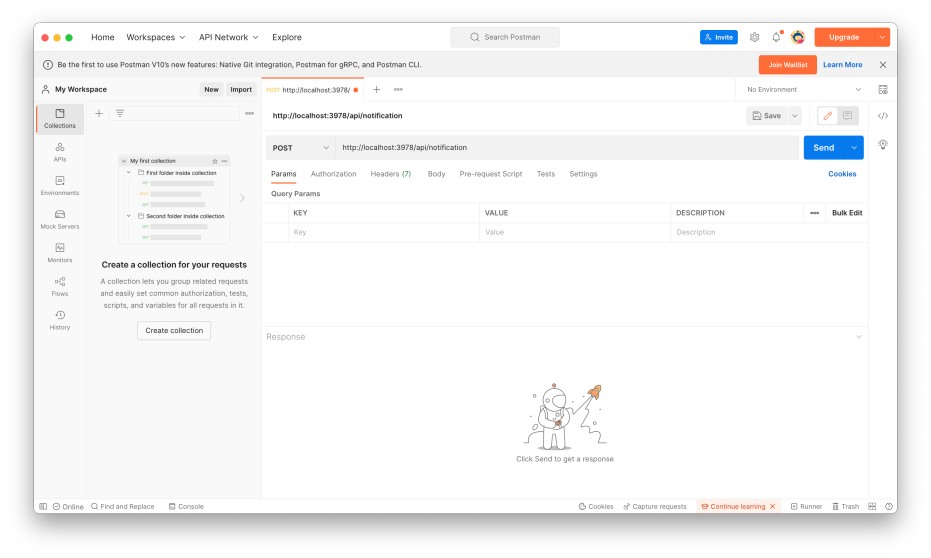 Home Workspaces API Network Explore Search Postman Invite Upgrade
Be the first to use Postman V10's new features: Native Git integration, Postman for gRPC, and Postman CLI. Join Waitlist Learn More
My Workspace New Import POST http://localhost:3978/ No Environment
Collections
APIs
Environments
Mock Servers
Monitors
Flows
History
My first collection
First folder inside collection
GET
POST
GET
Second folder inside collection
GET
GET
Create a collection for your requests
A collection lets you group related requests
and easily set common authorization, tests,
scripts, and variables for all requests in it.
Create collection
http://localhost:3978/api/notification Save
POST http://localhost:3978/api/notification Send
Params Authorization Headers (7) Body Pre-request Script Tests Settings Cookies
Query Params
KEY VALUE DESCRIPTION Bulk Edit
Key Value Description
Response
Click Send to get a response
Online Find and Replace Console Cookies Capture requests Continue learning Runner Trash